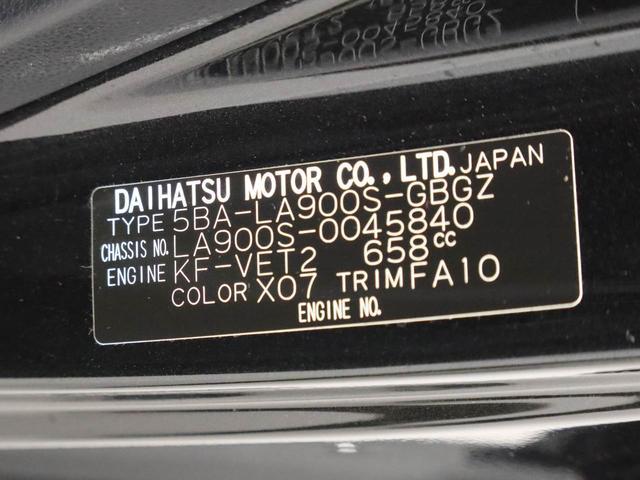 DAIHATSU MOTOR CO., LTD. JAPAN
TYPE 5BA-LA900S-GBGZ
CHASSIS NO. LA900S-0045840
ENGINE KF-VET2 658cc
COLOR X07 TRIM FA10
ENGINE NO.